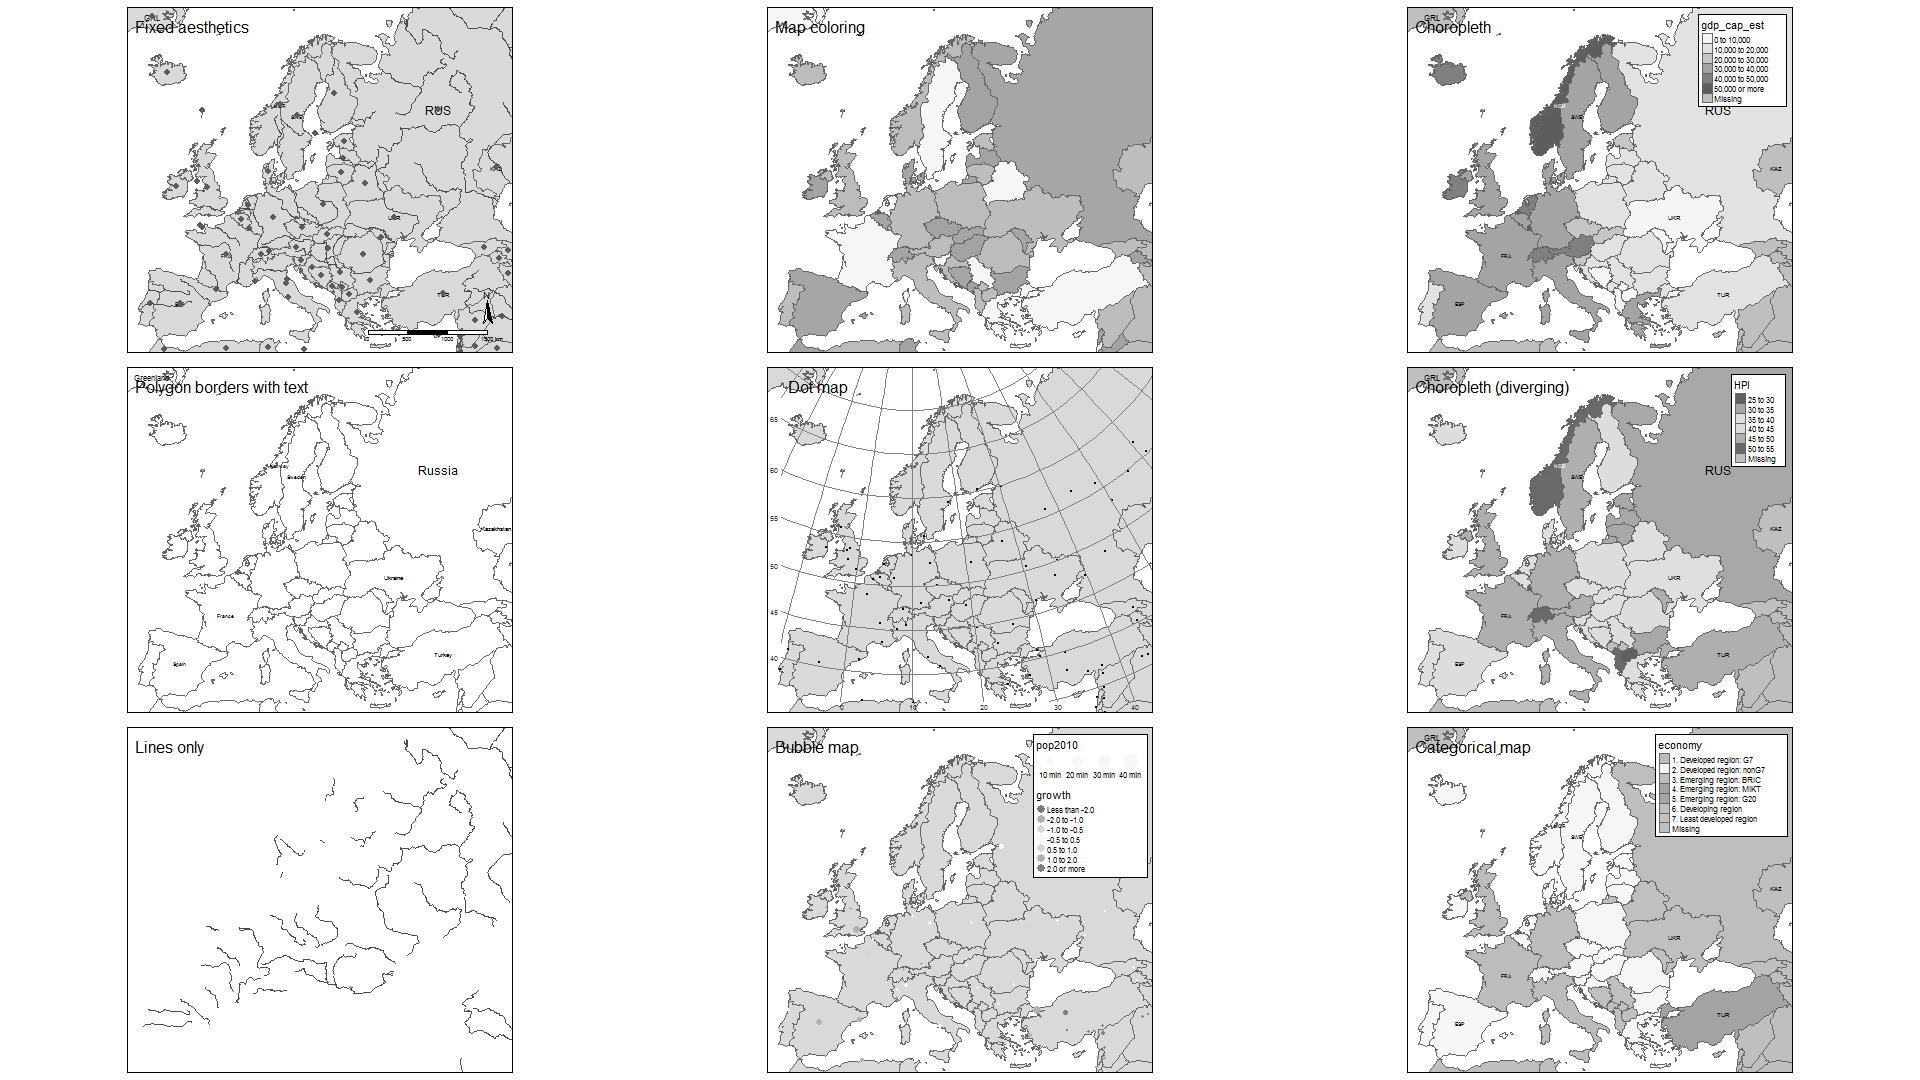 GRL
Fixed aesthetics
RUS
NOR
SWE
KAZ
UKR
FRA
TUR
ESP
N
0 500 1000 1500 km
Map coloring
GRL
Choropleth
gdp_cap_est
0 to 10,000
10,000 to 20,000
20,000 to 30,000
30,000 to 40,000
40,000 to 50,000
50,000 or more
Missing
RUS
NOR
SWE
KAZ
UKR
FRA
TUR
ESP
Greenland
Polygon borders with text
Norway
Russia
Sweden
Kazakhstan
Ukraine
France
Turkey
Spain
Dot map
65
60
55
50
45
40
0 10 20 30 40
GRL
Choropleth (diverging)
HPI
25 to 30
30 to 35
35 to 40
40 to 45
45 to 50
50 to 55
Missing
RUS
NOR
SWE
KAZ
UKR
FRA
TUR
ESP
Lines only
Bubble map
pop2010
10 mln 20 mln 30 mln 40 mln
growth
Less than -2.0
-2.0 to -1.0
-1.0 to -0.5
-0.5 to 0.5
0.5 to 1.0
1.0 to 2.0
2.0 or more
GRL
Categorical map
economy
1. Developed region: G7
2. Developed region: nonG7
3. Emerging region: BRIC
4. Emerging region: MIKT
5. Emerging region: G20
6. Developing region
7. Least developed region
Missing
NOR
SWE
KAZ
UKR
FRA
TUR
ESP